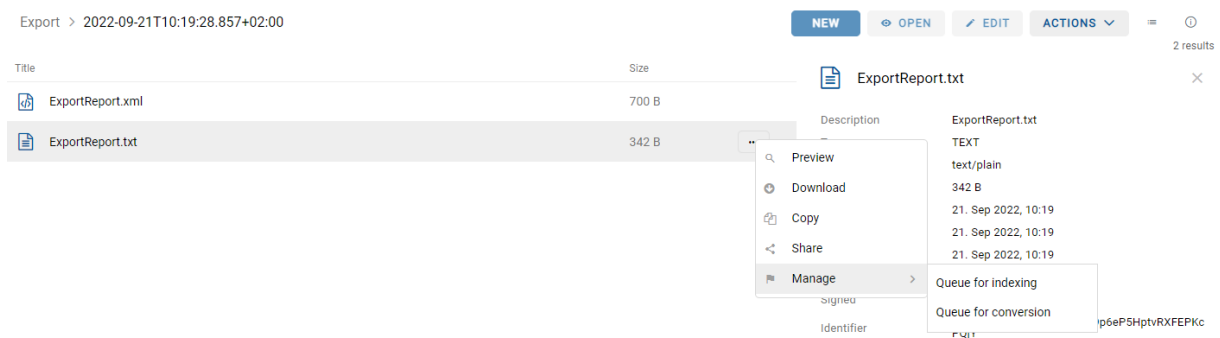 Export > 2022-09-21T10:19:28.857+02:00
NEW
OPEN
EDIT
ACTIONS
2 results
Title
Size
ExportReport.xml
700 B
ExportReport.txt
342 B
Preview
Download
Copy
Share
Manage
Queue for indexing
Queue for conversion
ExportReport.txt
Description
ExportReport.txt
TEXT
text/plain
342 B
21. Sep 2022, 10:19
21. Sep 2022, 10:19
21. Sep 2022, 10:19
Signed
Identifier
p6eP5HptvRXFEPKc